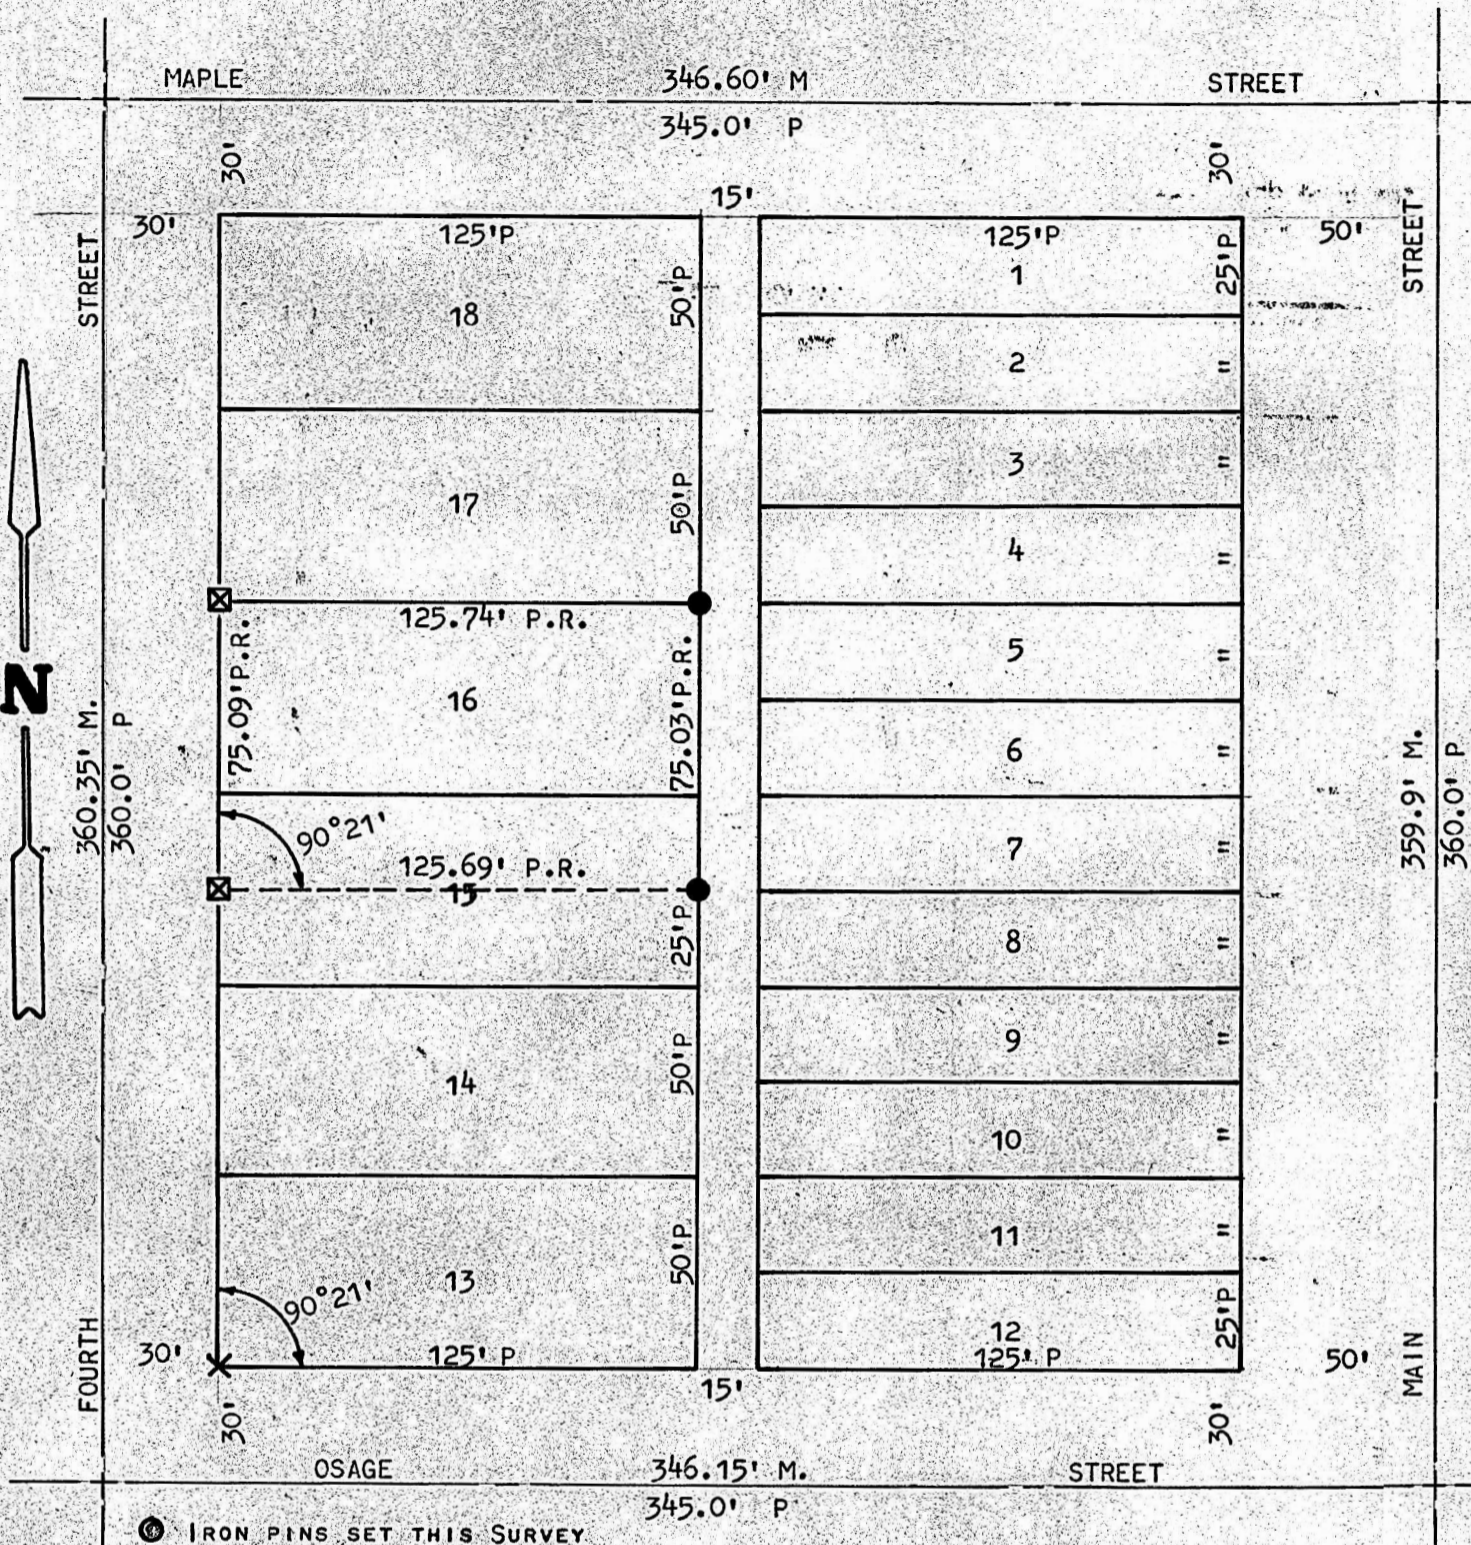 MAPLE 346.60' M STREET
345.0' P
30' 30'
15'
30' 125'P 125'P 25'P 50'
STREET STREET
1
50'P
18
2 "
3 "
17 50'P
4 "
125.74' P.R.
5 "
75.09'P.R. 75.03'P.R.
16
N
6 "
360.35' M.
360.0' P
359.9' M.
360.0' P
90°21'
7 "
125.69' P.R.
15
25'P
8 "
9 "
14 50'P
10 "
11 "
50'P
13
90°21'
12 25'P
30' 125' P 125' P 50'
FOURTH MAIN
15'
30' 30'
OSAGE 346.15' M. STREET
345.0' P
IRON PINS SET THIS SURVEY